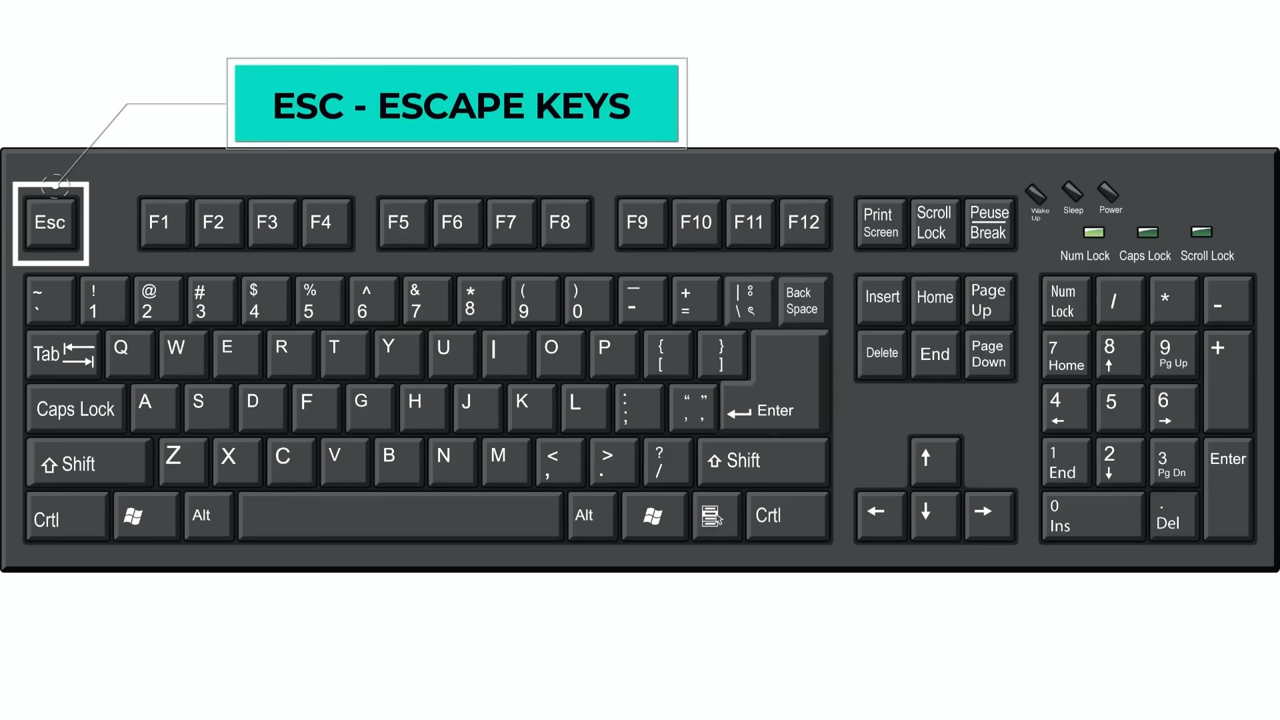 ESC - ESCAPE KEYS
Esc F1 F2 F3 F4 F5 F6 F7 F8 F9 F10 F11 F12
Print Screen
Scroll Lock
Peuse Break
Wake Up
Sleep
Power
Num Lock Caps Lock Scroll Lock
~ ! @ # $ % ^ & * ( ) — + |
` 1 2 3 4 5 6 7 8 9 0 - = \
Back Space
Insert Home Page Up
Num Lock / * -
Tab Q W E R T Y U I O P { [ } ]
Delete End Page Down
7 Home 8 ↑ 9 Pg Up +
Caps Lock A S D F G H J K L : ; “ ” , , Enter
4 ← 5 6 →
Shift Z X C V B N M < , > . ? / Shift
↑
1 End 2 ↓ 3 Pg Dn Enter
Crtl Alt Alt Crtl
← ↓ →
0 Ins . Del